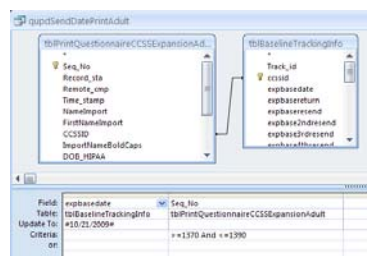 qupdSendDatePrintAdult
tblPrintQuestionnaireCCSSExpansionAd...
*
Seq_No
Record_sta
Remote_cmp
Time_stamp
NameImport
FirstNameImport
CCSSID
ImportNameBoldCaps
DOB_HIPAA
tblBaselineTrackingInfo
*
Track_id
ccssid
expbasedate
expbasereturn
expbaseresend
expbase2ndresend
expbase3rdresend
expbase4thresend
Field: expbasedate Seq_No
Table: tblBaselineTrackingInfo tblPrintQuestionnaireCCSSExpansionAdult
Update To: #10/21/2009#
Criteria: >=1370 And <=1390
or: